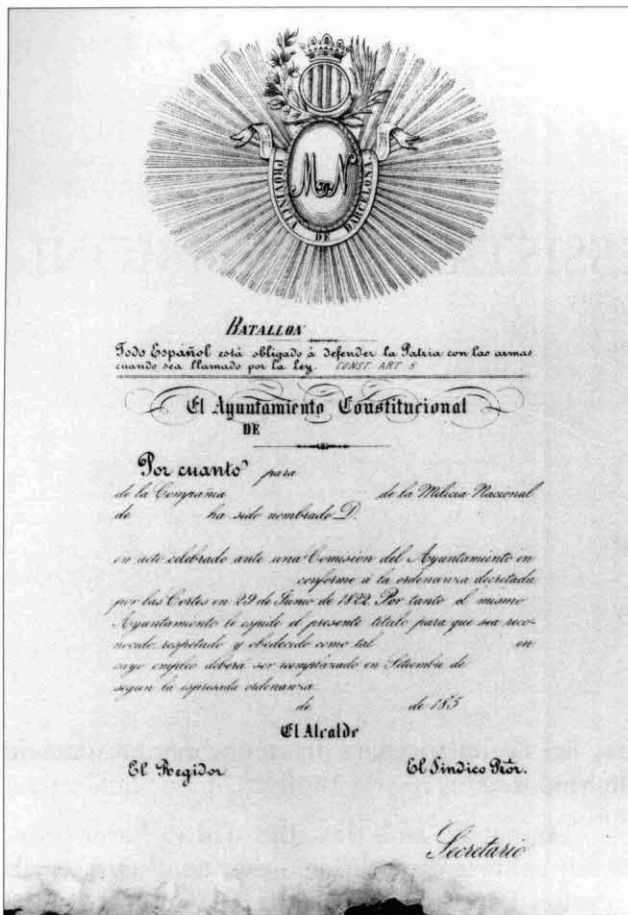 M N
PROVINCIA DE BARCELONA
BATALLON
Todo Español está obligado á defender la Patria con las armas
cuando sea llamado por la ley. CONST. ART 5
El Ayuntamiento Constitucional
DE
Por cuanto para
de la Compañia de la Milicia Nacional
de ha sido nombrado D.
en acto celebrado ante una Comision del Ayuntamiento en
conforme á la ordenanza decretada
por las Cortes en 29 de Junio de 1822. Por tanto el mismo
Ayuntamiento le espide el presente titulo para que sea reco-
nocido, respetado y obedecido como tal en
cuyo empleo deberá ser reemplazado en Setiembre de
segun la espresada ordenanza.
de de 185
El Alcalde
El Regidor El Sindico Prór.
Secretario